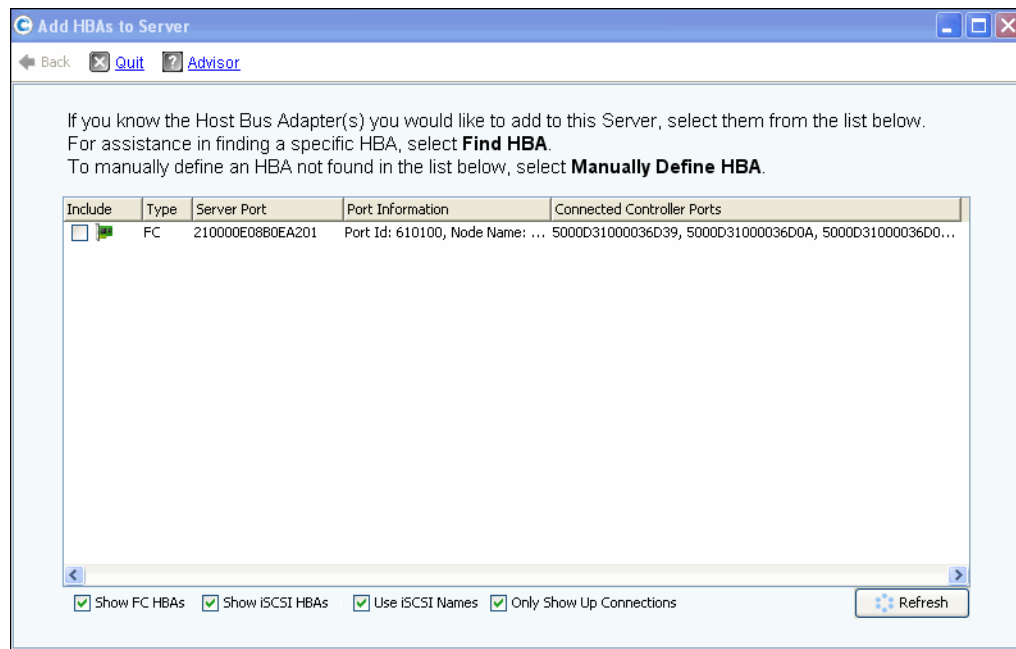 Add HBAs to Server
Back Quit ? Advisor
If you know the Host Bus Adapter(s) you would like to add to this Server, select them from the list below.
For assistance in finding a specific HBA, select Find HBA.
To manually define an HBA not found in the list below, select Manually Define HBA.
Include Type Server Port Port Information Connected Controller Ports
FC 210000E08B0EA201 Port Id: 610100, Node Name: ... 5000D31000036D39, 5000D31000036D0A, 5000D31000036D0...
Show FC HBAs Show iSCSI HBAs Use iSCSI Names Only Show Up Connections Refresh